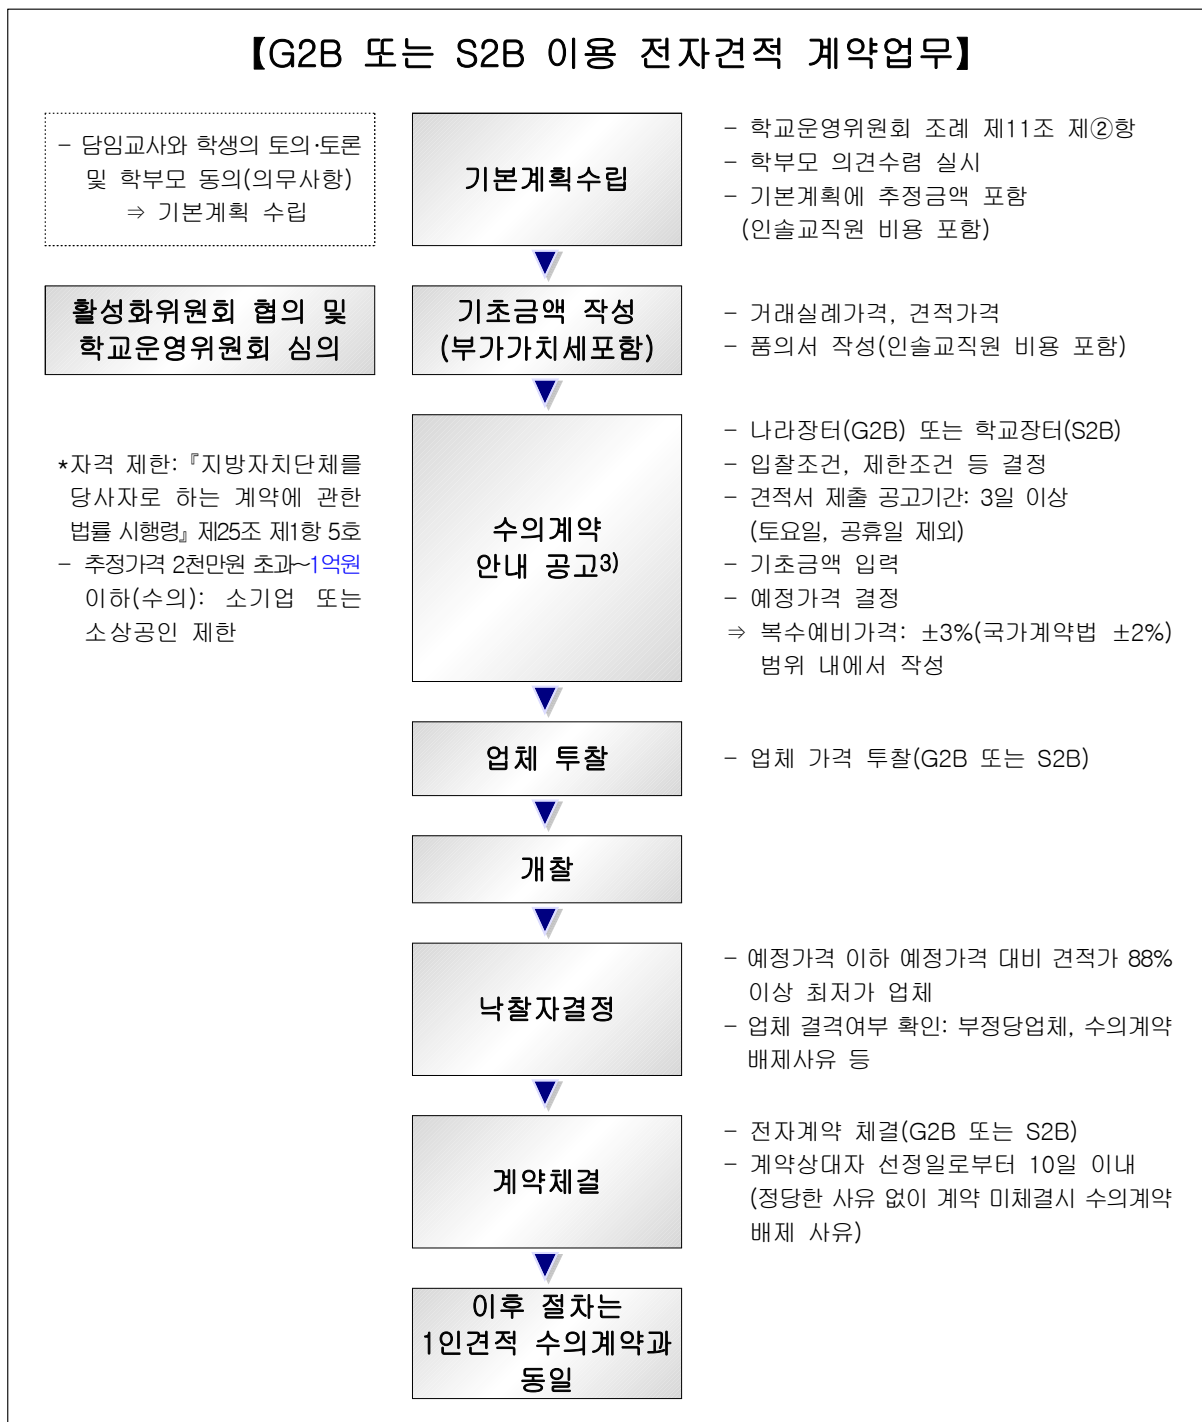 【G2B 또는 S2B 이용 전자견적 계약업무】
- 담임교사와 학생의 토의·토론
및 학부모 동의(의무사항)
⇒ 기본계획 수립
기본계획수립
- 학교운영위원회 조례 제11조 제②항
- 학부모 의견수렴 실시
- 기본계획에 추정금액 포함
(인솔교직원 비용 포함)
활성화위원회 협의 및
학교운영위원회 심의
기초금액 작성
(부가가치세포함)
- 거래실례가격, 견적가격
- 품의서 작성(인솔교직원 비용 포함)
*자격 제한: 『지방자치단체를
당사자로 하는 계약에 관한
법률 시행령』 제25조 제1항 5호
- 추정가격 2천만원 초과~1억원
이하(수의): 소기업 또는
소상공인 제한
수의계약
안내 공고3)
- 나라장터(G2B) 또는 학교장터(S2B)
- 입찰조건, 제한조건 등 결정
- 견적서 제출 공고기간: 3일 이상
(토요일, 공휴일 제외)
- 기초금액 입력
- 예정가격 결정
⇒ 복수예비가격: ±3%(국가계약법 ±2%)
범위 내에서 작성
업체 투찰
- 업체 가격 투찰(G2B 또는 S2B)
개찰
낙찰자결정
- 예정가격 이하 예정가격 대비 견적가 88%
이상 최저가 업체
- 업체 결격여부 확인: 부정당업체, 수의계약
배제사유 등
계약체결
- 전자계약 체결(G2B 또는 S2B)
- 계약상대자 선정일로부터 10일 이내
(정당한 사유 없이 계약 미체결시 수의계약
배제 사유)
이후 절차는
1인견적 수의계약과
동일